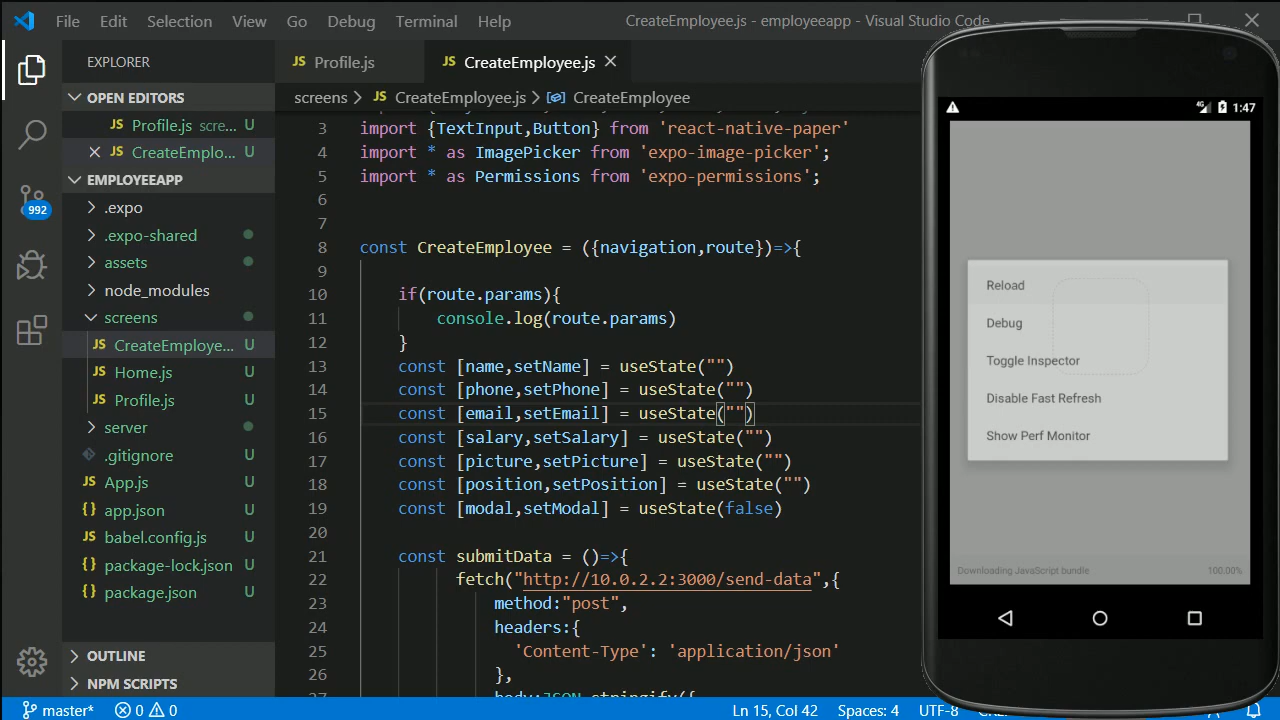 File Edit Selection View Go Debug Terminal Help CreateEmployee.js - employeeapp - Visual Studio Code
EXPLORER
OPEN EDITORS
Profile.js scre... U
CreateEmplo... U
EMPLOYEEAPP
.expo
.expo-shared
assets
node_modules
screens
CreateEmploye... U
Home.js U
Profile.js U
server
.gitignore U
App.js U
app.json U
babel.config.js U
package-lock.json U
package.json U
OUTLINE
NPM SCRIPTS
992
JS Profile.js JS CreateEmployee.js
screens > JS CreateEmployee.js > CreateEmployee
3 import {TextInput,Button} from 'react-native-paper'
4 import * as ImagePicker from 'expo-image-picker';
5 import * as Permissions from 'expo-permissions';
6
7
8 const CreateEmployee = ({navigation,route})=>{
9
10 if(route.params){
11 console.log(route.params)
12 }
13 const [name,setName] = useState("")
14 const [phone,setPhone] = useState("")
15 const [email,setEmail] = useState("")
16 const [salary,setSalary] = useState("")
17 const [picture,setPicture] = useState("")
18 const [position,setPosition] = useState("")
19 const [modal,setModal] = useState(false)
20
21 const submitData = ()=>{
22 fetch("http://10.0.2.2:3000/send-data",{
23 method:"post",
24 headers:{
25 'Content-Type': 'application/json'
26 },
27 body:JSON.stringify({
4G 1:47
Reload
Debug
Toggle Inspector
Disable Fast Refresh
Show Perf Monitor
Downloading JavaScript bundle 100.00%
master* 0 0 Ln 15, Col 42 Spaces: 4 UTF-8